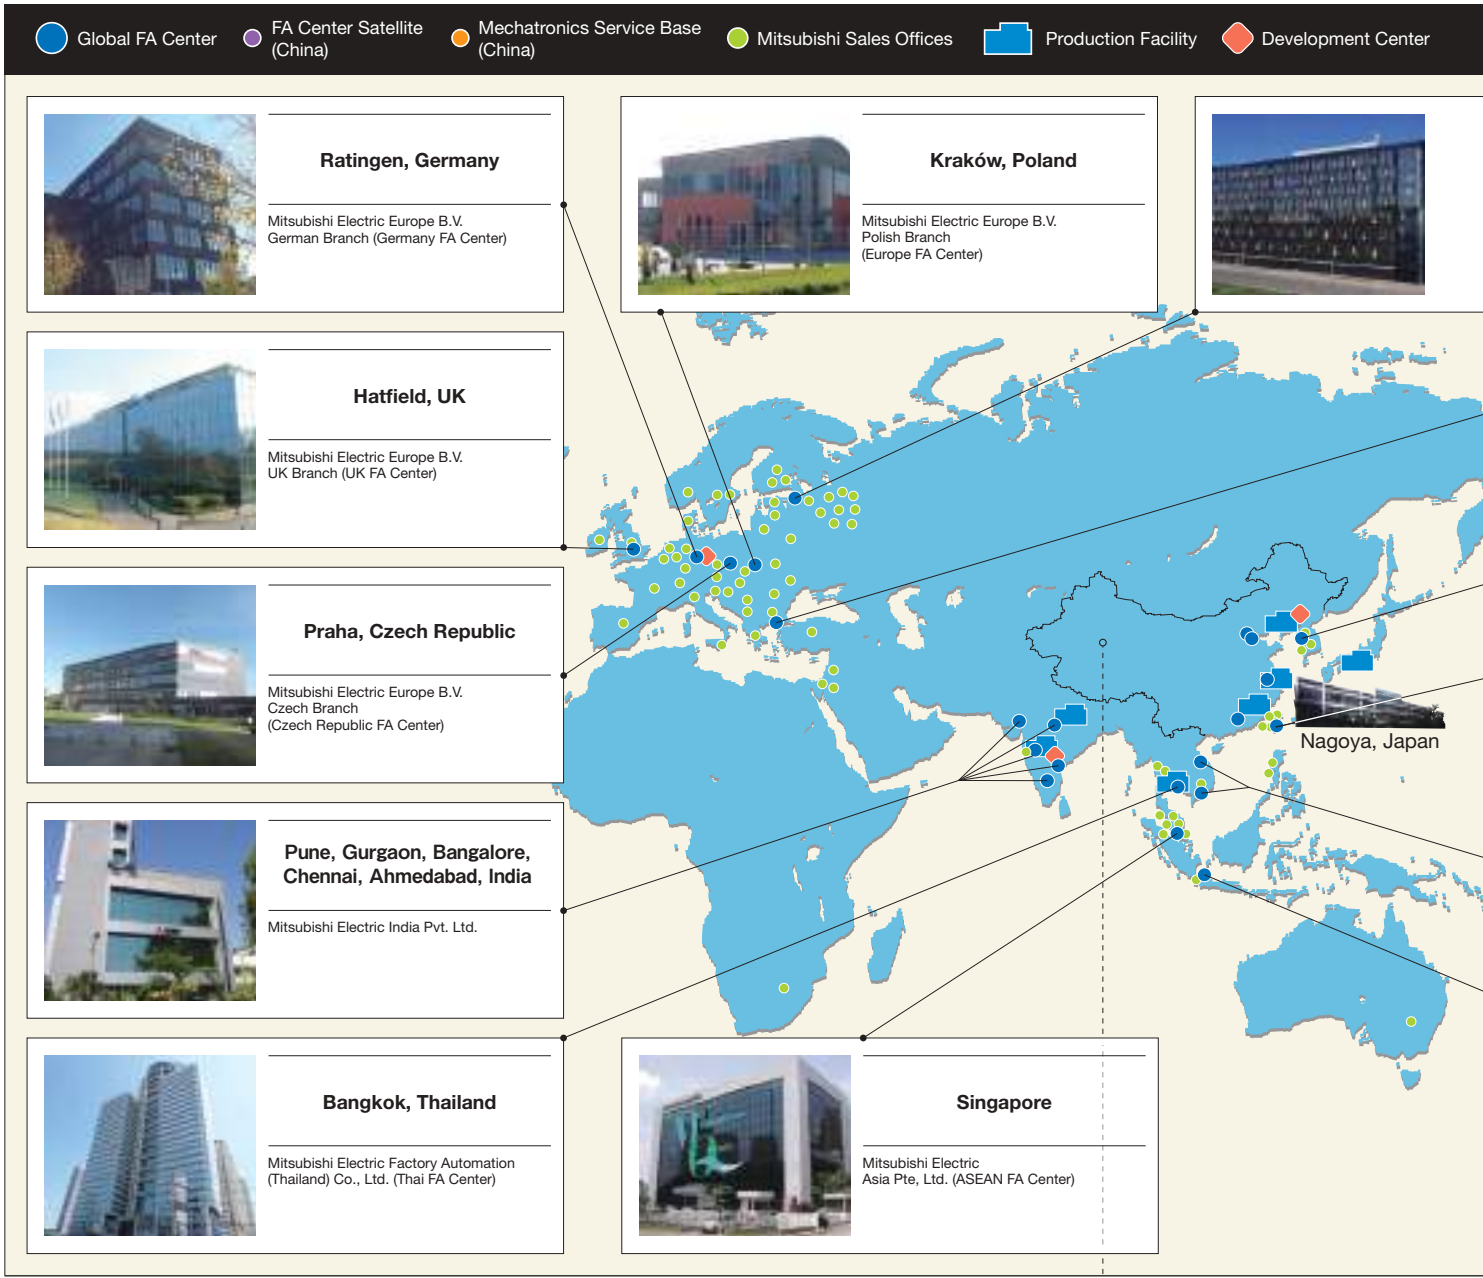 Global FA Center
FA Center Satellite
(China)
Mechatronics Service Base
(China)
Mitsubishi Sales Offices
Production Facility
Development Center
Ratingen, Germany
Mitsubishi Electric Europe B.V.
German Branch (Germany FA Center)
Kraków, Poland
Mitsubishi Electric Europe B.V.
Polish Branch
(Europe FA Center)
Hatfield, UK
Mitsubishi Electric Europe B.V.
UK Branch (UK FA Center)
Praha, Czech Republic
Mitsubishi Electric Europe B.V.
Czech Branch
(Czech Republic FA Center)
Nagoya, Japan
Pune, Gurgaon, Bangalore,
Chennai, Ahmedabad, India
Mitsubishi Electric India Pvt. Ltd.
Bangkok, Thailand
Mitsubishi Electric Factory Automation
(Thailand) Co., Ltd. (Thai FA Center)
Singapore
Mitsubishi Electric
Asia Pte, Ltd. (ASEAN FA Center)